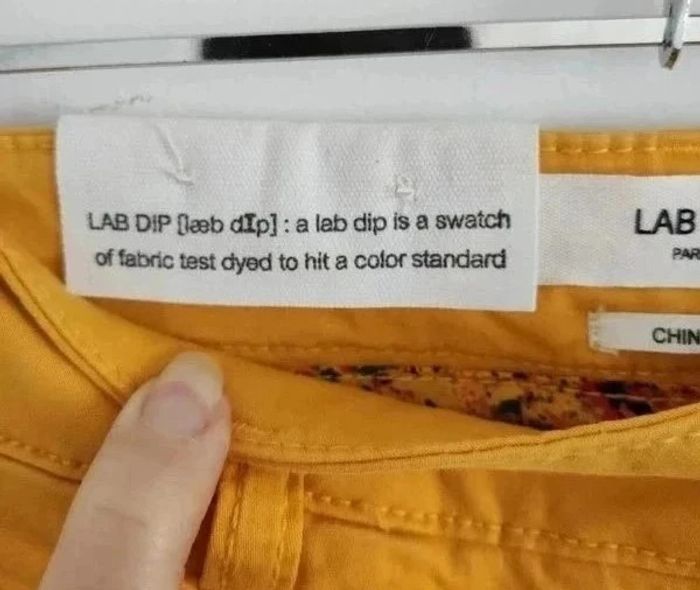 LAB DIP [læb dɪp] : a lab dip is a swatch
of fabric test dyed to hit a color standard
LAB
PAR
CHIN